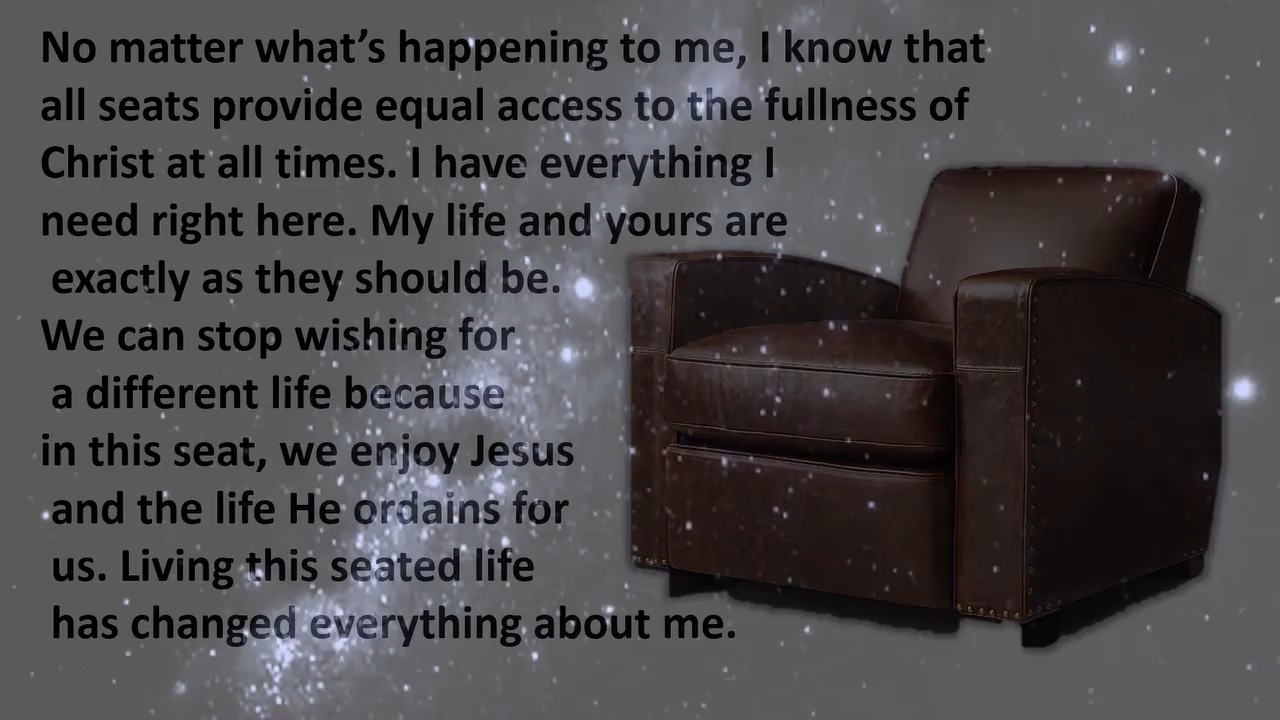 No matter what’s happening to me, I know that
all seats provide equal access to the fullness of
Christ at all times. I have everything I
need right here. My life and yours are
exactly as they should be.
We can stop wishing for
a different life because
in this seat, we enjoy Jesus
and the life He ordains for
us. Living this seated life
has changed everything about me.